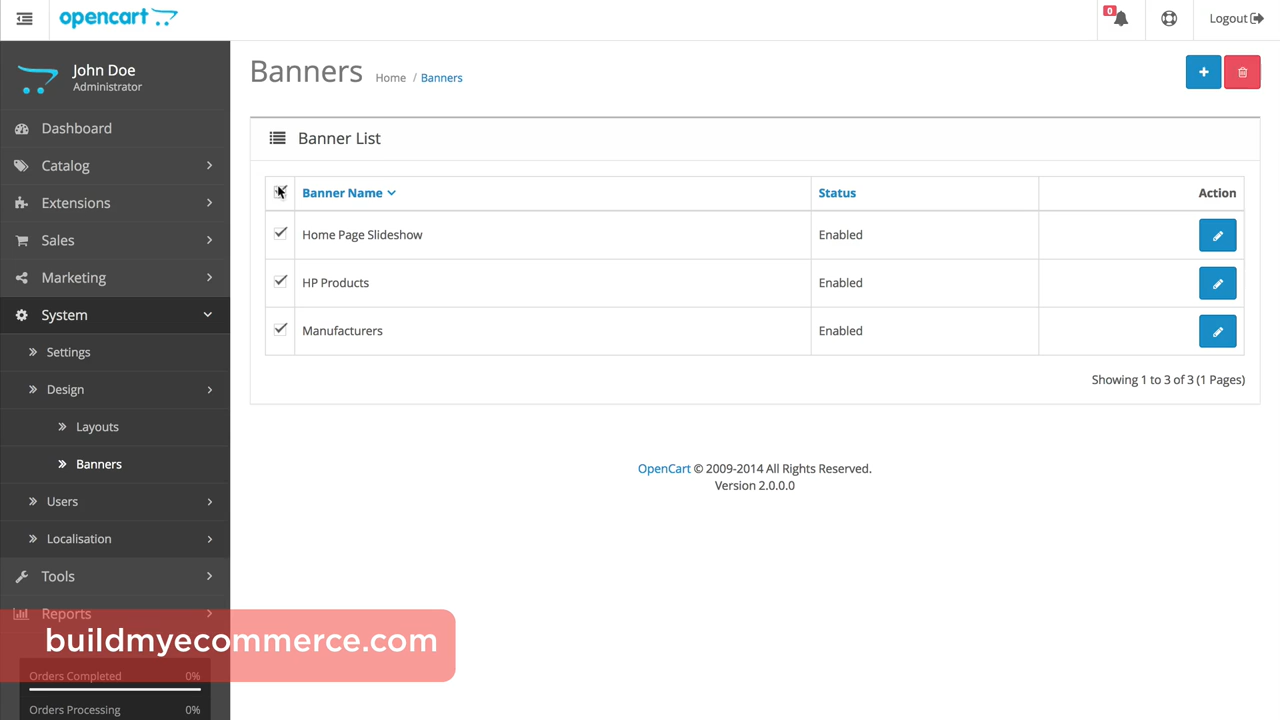 opencart
0
Logout
John Doe
Administrator
Dashboard
Catalog
Extensions
Sales
Marketing
System
Settings
Design
Layouts
Banners
Users
Localisation
Tools
Reports
Orders Completed 0%
Orders Processing 0%
Banners Home / Banners
Banner List
Banner Name Status Action
Home Page Slideshow Enabled
HP Products Enabled
Manufacturers Enabled
Showing 1 to 3 of 3 (1 Pages)
OpenCart © 2009-2014 All Rights Reserved.
Version 2.0.0.0
buildmyecommerce.com